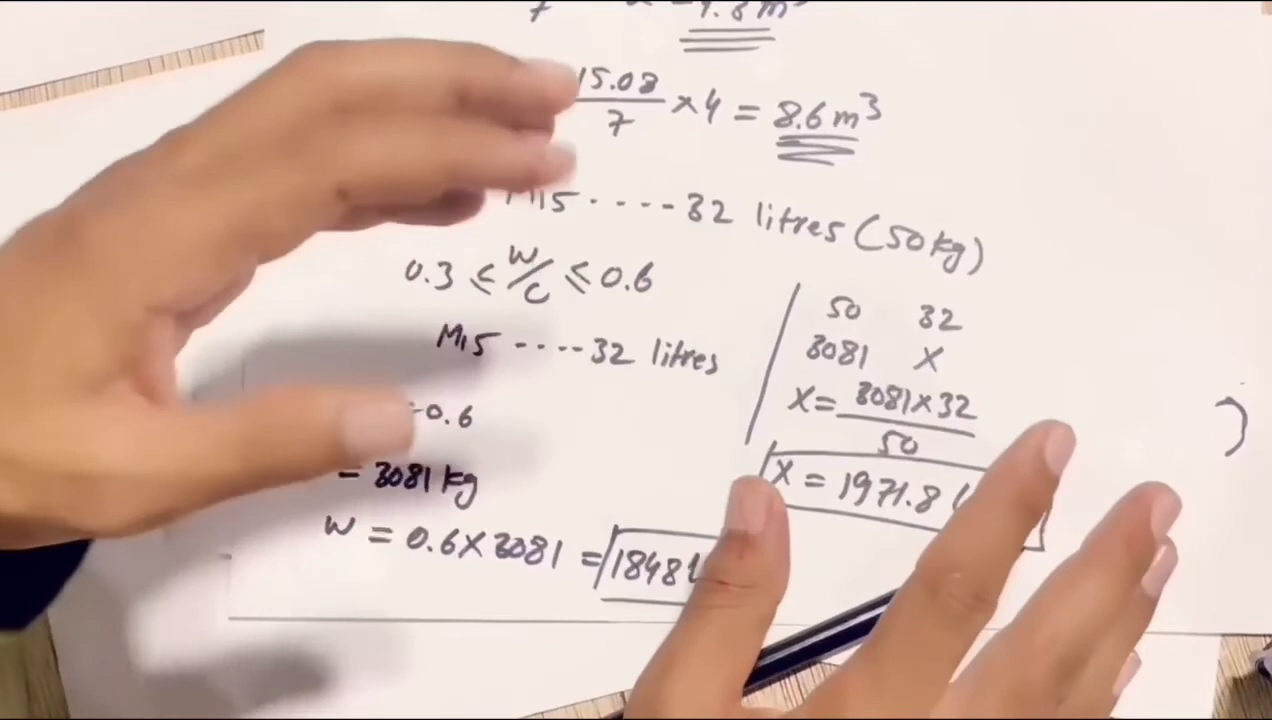 15.08/7 × 4 = 8.6 m³
M15 ---- 32 litres (50 kg)
0.3 ≤ W/C ≤ 0.6
M15 ---- 32 litres
0.6
= 3081 kg
W = 0.6 × 3081 = 1848 L
50 32
3081 X
X = 3081 × 32 / 50
X = 1971.8